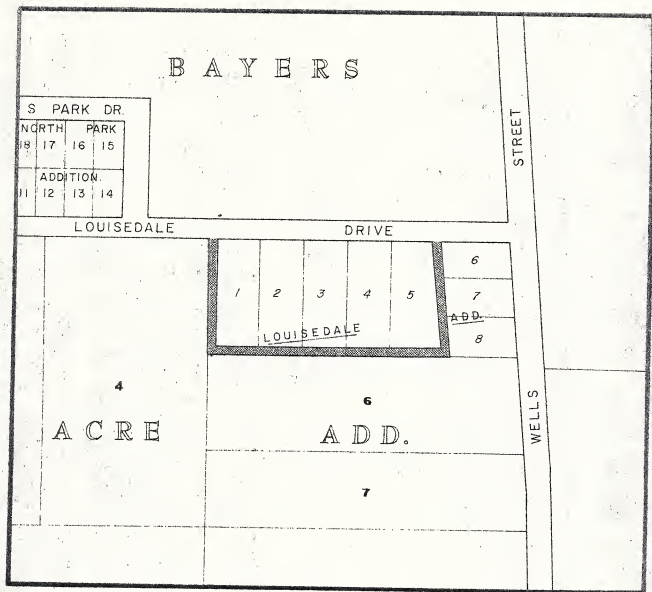 BAYERS
S PARK DR.
NORTH PARK
18 17 16 15
ADDITION.
11 12 13 14
STREET
LOUISEDALE DRIVE
1 2 3 4 5
6
7
ADD.
8
LOUISEDALE
4
6
ACRE ADD.
WELLS
7